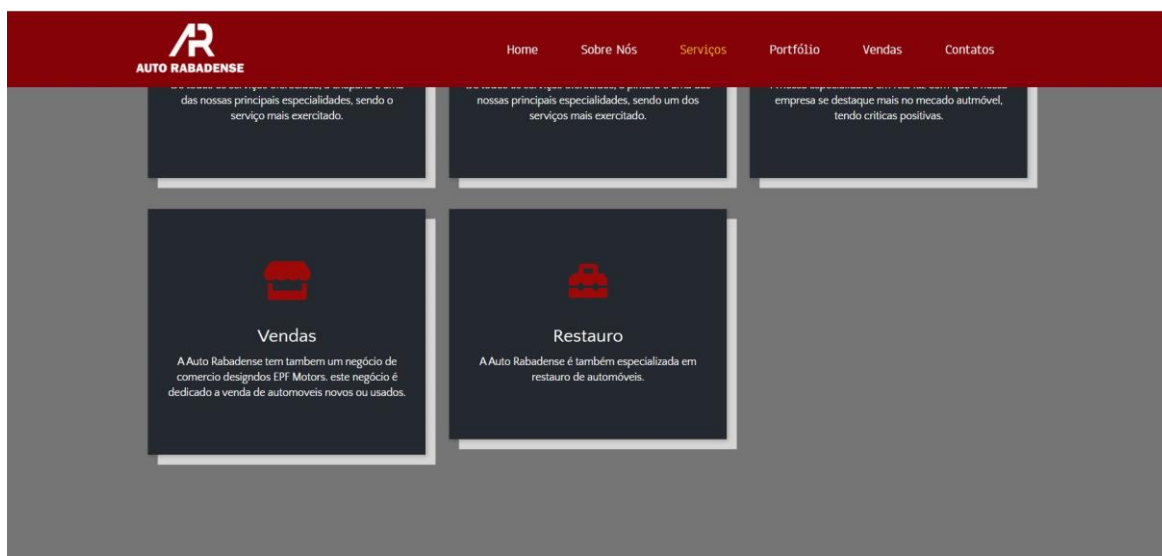 AR
AUTO RABADENSE
Home
Sobre Nós
Serviços
Portfólio
Vendas
Contatos
das nossas principais especialidades, sendo o
serviço mais exercitado.
nossas principais especialidades, sendo um dos
serviços mais exercitado.
empresa se destaque mais no mecado autmóvel,
tendo criticas positivas.
Vendas
A Auto Rabadense tem tambem um negócio de
comercio designdos EPF Motors. este negócio é
dedicado a venda de automoveis novos ou usados.
Restauro
A Auto Rabadense é também especializada em
restauro de automóveis.